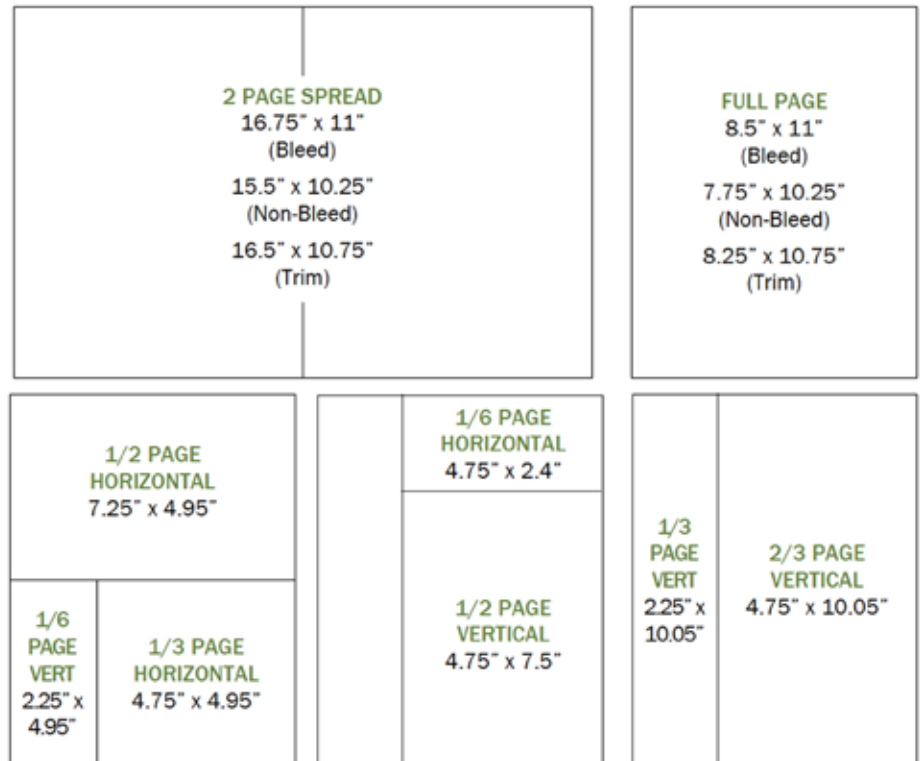 2 PAGE SPREAD
16.75" x 11"
(Bleed)
15.5" x 10.25"
(Non-Bleed)
16.5" x 10.75"
(Trim)
FULL PAGE
8.5" x 11"
(Bleed)
7.75" x 10.25"
(Non-Bleed)
8.25" x 10.75"
(Trim)
1/2 PAGE
HORIZONTAL
7.25" x 4.95"
1/6
PAGE
VERT
2.25" x
4.95"
1/3 PAGE
HORIZONTAL
4.75" x 4.95"
1/6 PAGE
HORIZONTAL
4.75" x 2.4"
1/2 PAGE
VERTICAL
4.75" x 7.5"
1/3
PAGE
VERT
2.25" x
10.05"
2/3 PAGE
VERTICAL
4.75" x 10.05"